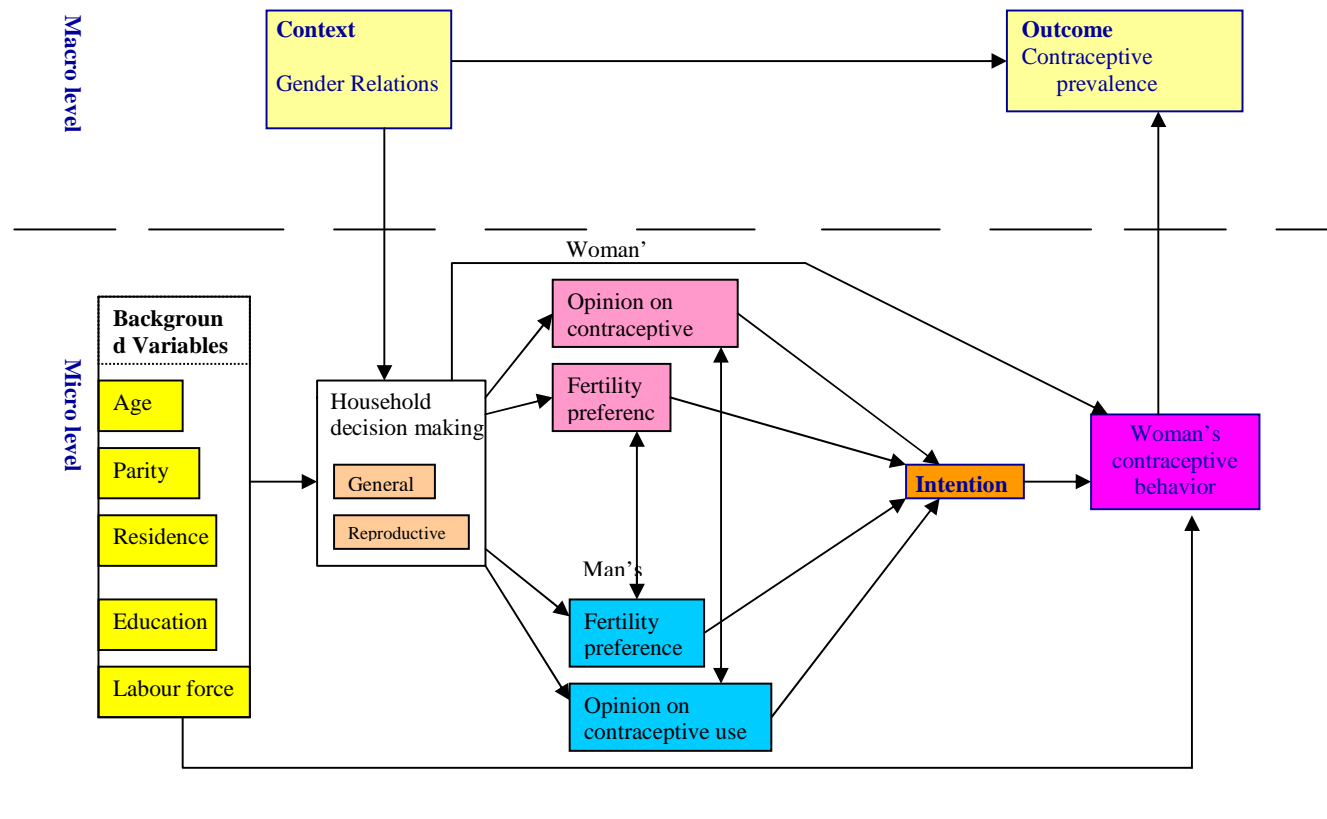 Macro level
Context
Gender Relations
Outcome
Contraceptive
prevalence
Woman’
Micro level
Backgroun
d Variables
Age
Parity
Residence
Education
Labour force
Household
decision making
General
Reproductive
Opinion on
contraceptive
Fertility
preferenc
Man’s
Fertility
preference
Opinion on
contraceptive use
Intention
Woman’s
contraceptive
behavior